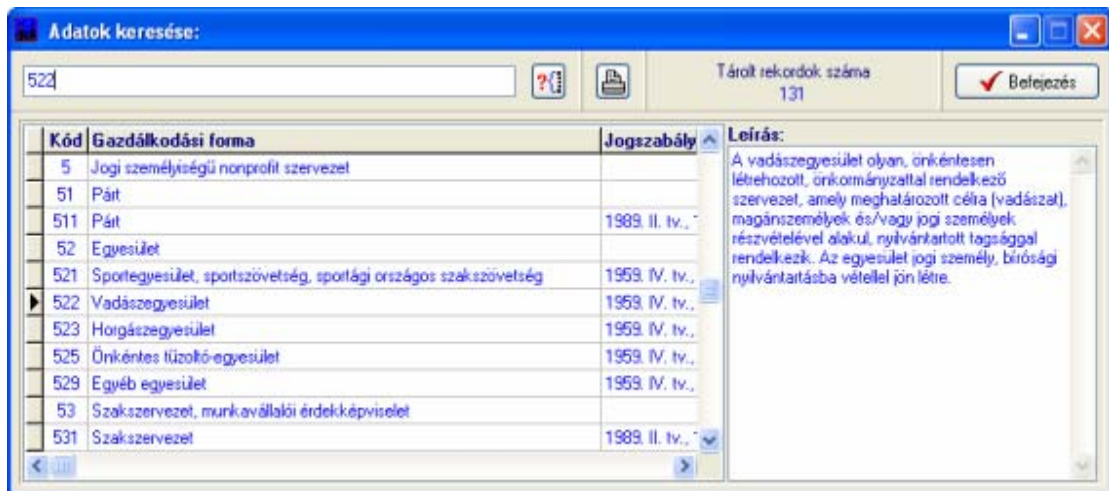 Adatok keresése:
522
Tárolt rekordok száma
131
Befejezés
Kód Gazdálkodási forma Jogszabály
5 Jogi személyiségű nonprofit szervezet
51 Párt
511 Párt 1989. II. tv.,
52 Egyesület
521 Sportegyesület, sportszövetség, sportági országos szakszövetség 1959. IV. tv.,
522 Vadászegyesület 1959. IV. tv.,
523 Horgászegyesület 1959. IV. tv.,
525 Önkéntes tűzoltó-egyesület 1959. IV. tv.,
529 Egyéb egyesület 1959. IV. tv.,
53 Szakszervezet, munkavállalói érdekképviselet
531 Szakszervezet 1989. II. tv.,
Leírás:
A vadászegyesület olyan, önkéntesen
létrehozott, önkormányzattal rendelkező
szervezet, amely meghatározott célra (vadászat),
magánszemélyek és/vagy jogi személyek
részvételével alakul, nyilvántartott tagsággal
rendelkezik. Az egyesület jogi személy, bírósági
nyilvántartásba vétellel jön létre.